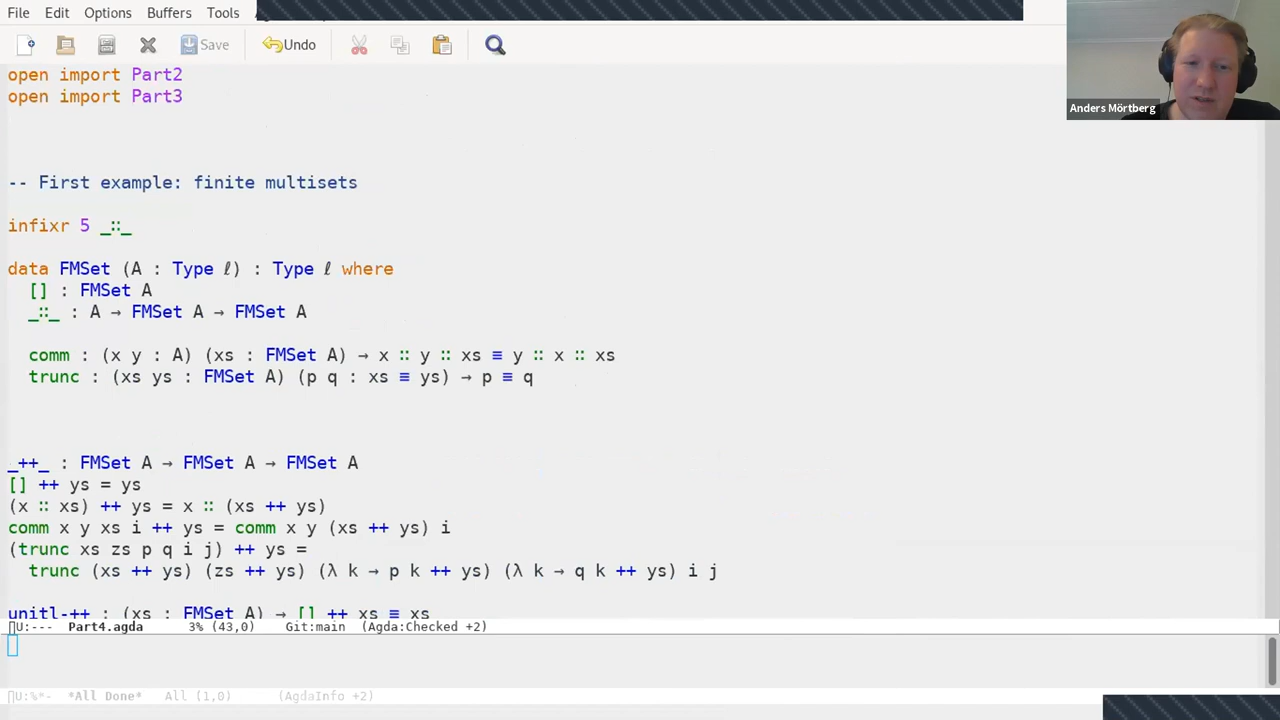 File Edit Options Buffers Tools
Save Undo
Anders Mörtberg
open import Part2
open import Part3
-- First example: finite multisets
infixr 5 _∷_
data FMSet (A : Type ℓ) : Type ℓ where
[] : FMSet A
_∷_ : A → FMSet A → FMSet A
comm : (x y : A) (xs : FMSet A) → x ∷ y ∷ xs ≡ y ∷ x ∷ xs
trunc : (xs ys : FMSet A) (p q : xs ≡ ys) → p ≡ q
_++_ : FMSet A → FMSet A → FMSet A
[] ++ ys = ys
(x ∷ xs) ++ ys = x ∷ (xs ++ ys)
comm x y xs i ++ ys = comm x y (xs ++ ys) i
(trunc xs zs p q i j) ++ ys =
trunc (xs ++ ys) (zs ++ ys) (λ k → p k ++ ys) (λ k → q k ++ ys) i j
unitl-++ : (xs : FMSet A) → [] ++ xs ≡ xs
U:--- Part4.agda 3% (43,0) Git:main (Agda:Checked +2)
U:%*- *All Done* All (1,0) (AgdaInfo +2)